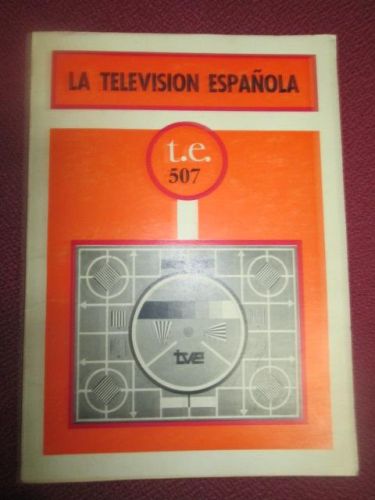 LA TELEVISION ESPAÑOLA
t.e.
507
tve